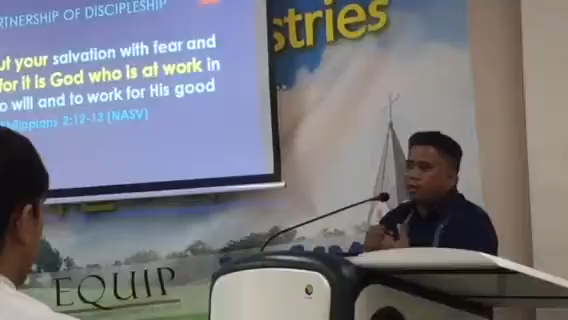 RTNERSHIP OF DISCIPLESHIP
ut your salvation with fear and
for it is God who is at work in
o will and to work for His good
hilippians 2:12-13 (NASV)
stries
EQUIP